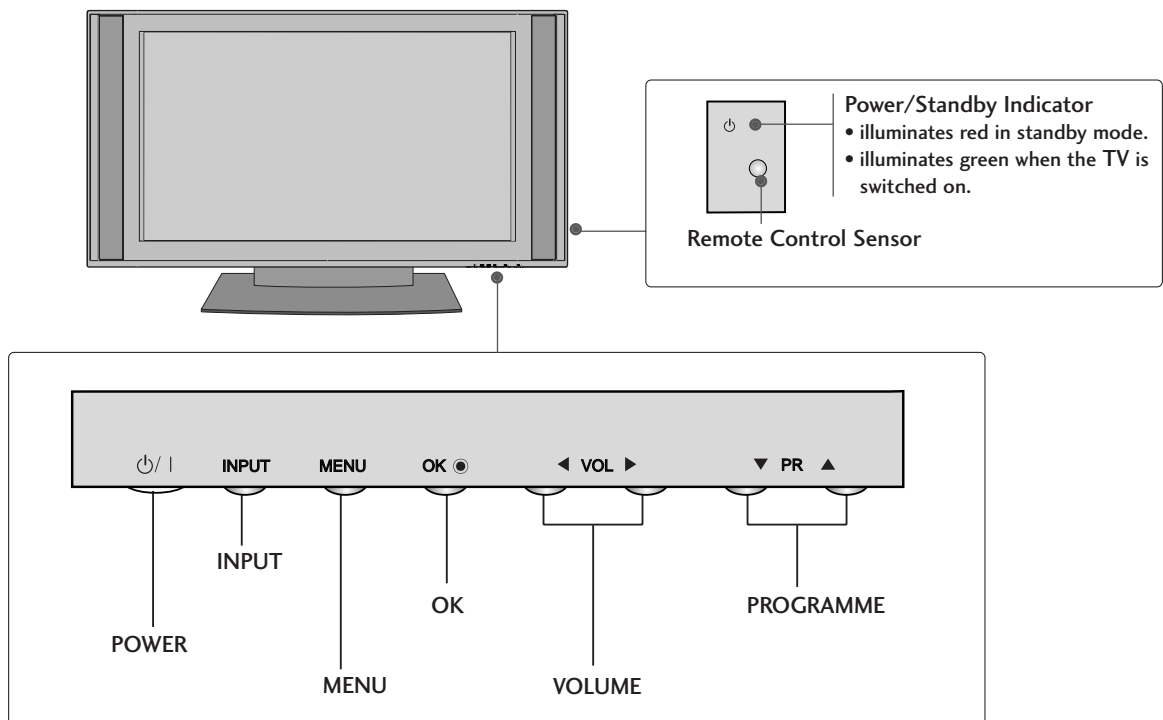 Power/Standby Indicator
• illuminates red in standby mode.
• illuminates green when the TV is
switched on.
Remote Control Sensor
⏻/ I INPUT MENU OK ◉ ◀ VOL ▶ ▼ PR ▲
INPUT
OK
PROGRAMME
POWER
MENU
VOLUME